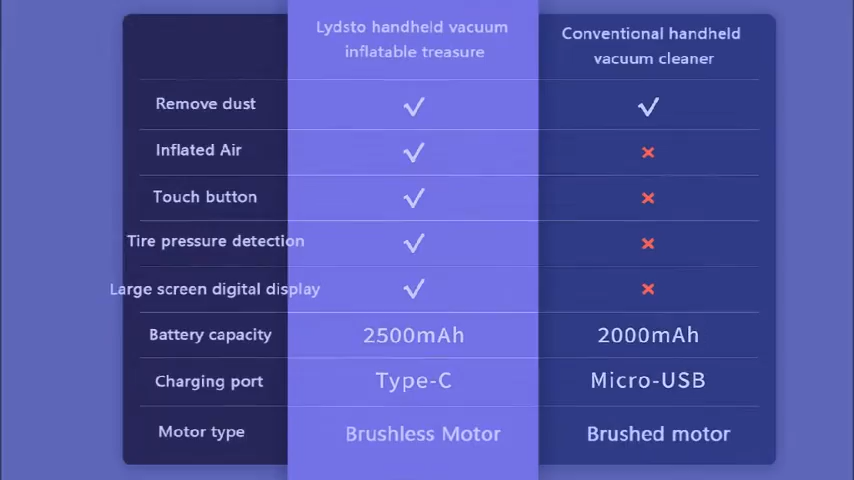 Lydsto handheld vacuum
inflatable treasure
Conventional handheld
vacuum cleaner
Remove dust ✓ ✓
Inflated Air ✓ ×
Touch button ✓ ×
Tire pressure detection ✓ ×
Large screen digital display ✓ ×
Battery capacity 2500mAh 2000mAh
Charging port Type-C Micro-USB
Motor type Brushless Motor Brushed motor